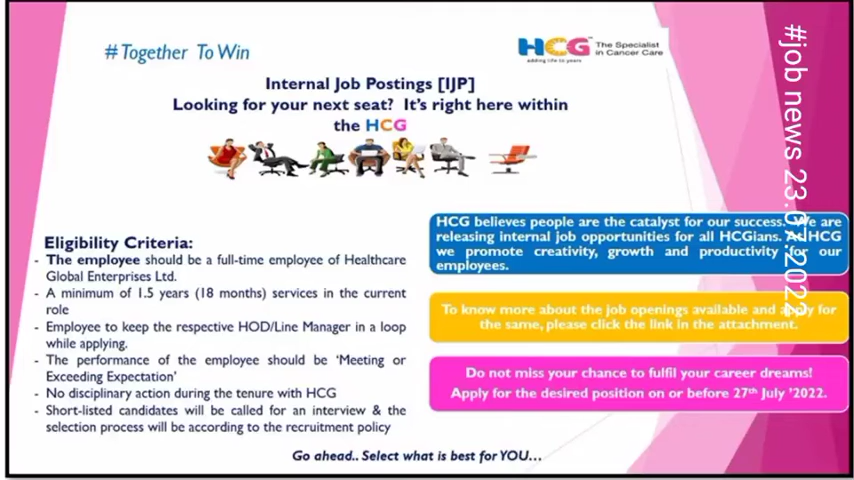 # Together To Win
HCG The Specialist
in Cancer Care
adding life to years
Internal Job Postings [IJP]
Looking for your next seat? It's right here within
the HCG
Eligibility Criteria:
- The employee should be a full-time employee of Healthcare
Global Enterprises Ltd.
- A minimum of 1.5 years (18 months) services in the current
role
- Employee to keep the respective HOD/Line Manager in a loop
while applying.
- The performance of the employee should be 'Meeting or
Exceeding Expectation'
- No disciplinary action during the tenure with HCG
- Short-listed candidates will be called for an interview & the
selection process will be according to the recruitment policy
HCG believes people are the catalyst for our success. We are
releasing internal job opportunities for all HCGians. At HCG
we promote creativity, growth and productivity of our
employees.
To know more about the job openings available and apply for
the same, please click the link in the attachment.
Do not miss your chance to fulfil your career dreams!
Apply for the desired position on or before 27th July '2022.
Go ahead.. Select what is best for YOU...
#job news 23.07.2022